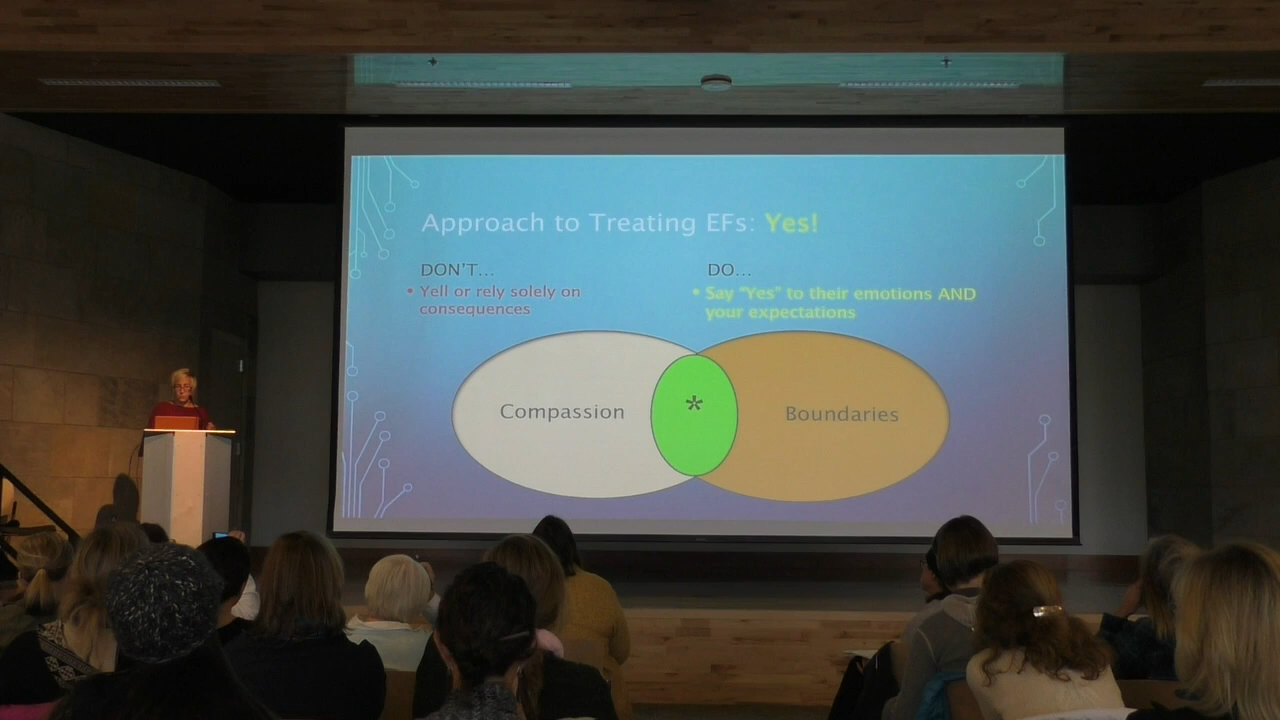 Approach to Treating EFs: Yes!
DON'T...
• Yell or rely solely on
consequences
DO...
• Say "Yes" to their emotions AND
your expectations
Compassion
*
Boundaries